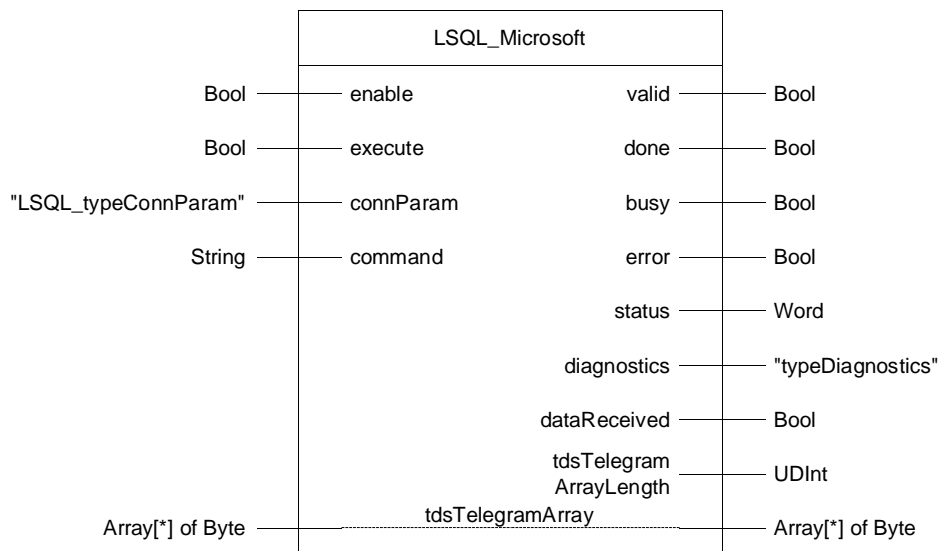 LSQL_Microsoft
Bool enable valid Bool
Bool execute done Bool
"LSQL_typeConnParam" connParam busy Bool
String command error Bool
status Word
diagnostics "typeDiagnostics"
dataReceived Bool
tdsTelegram
ArrayLength UDInt
tdsTelegramArray
Array[*] of Byte Array[*] of Byte